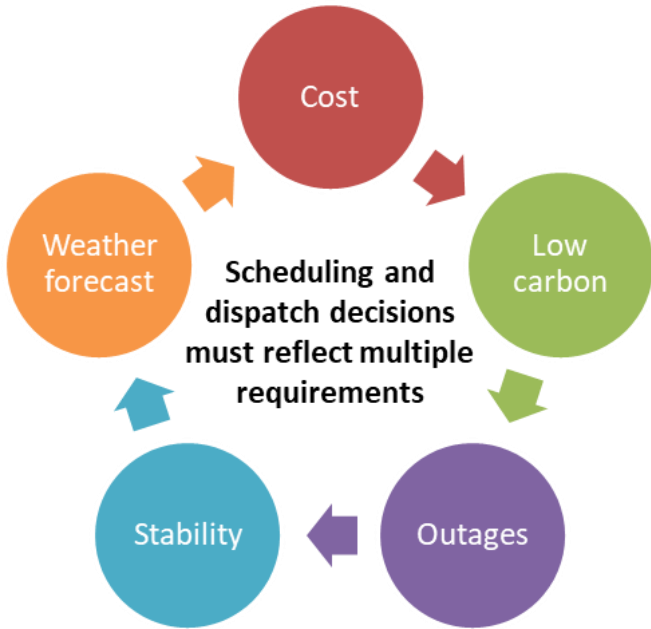 Cost
Low
carbon
Outages
Stability
Weather
forecast
Scheduling and
dispatch decisions
must reflect multiple
requirements